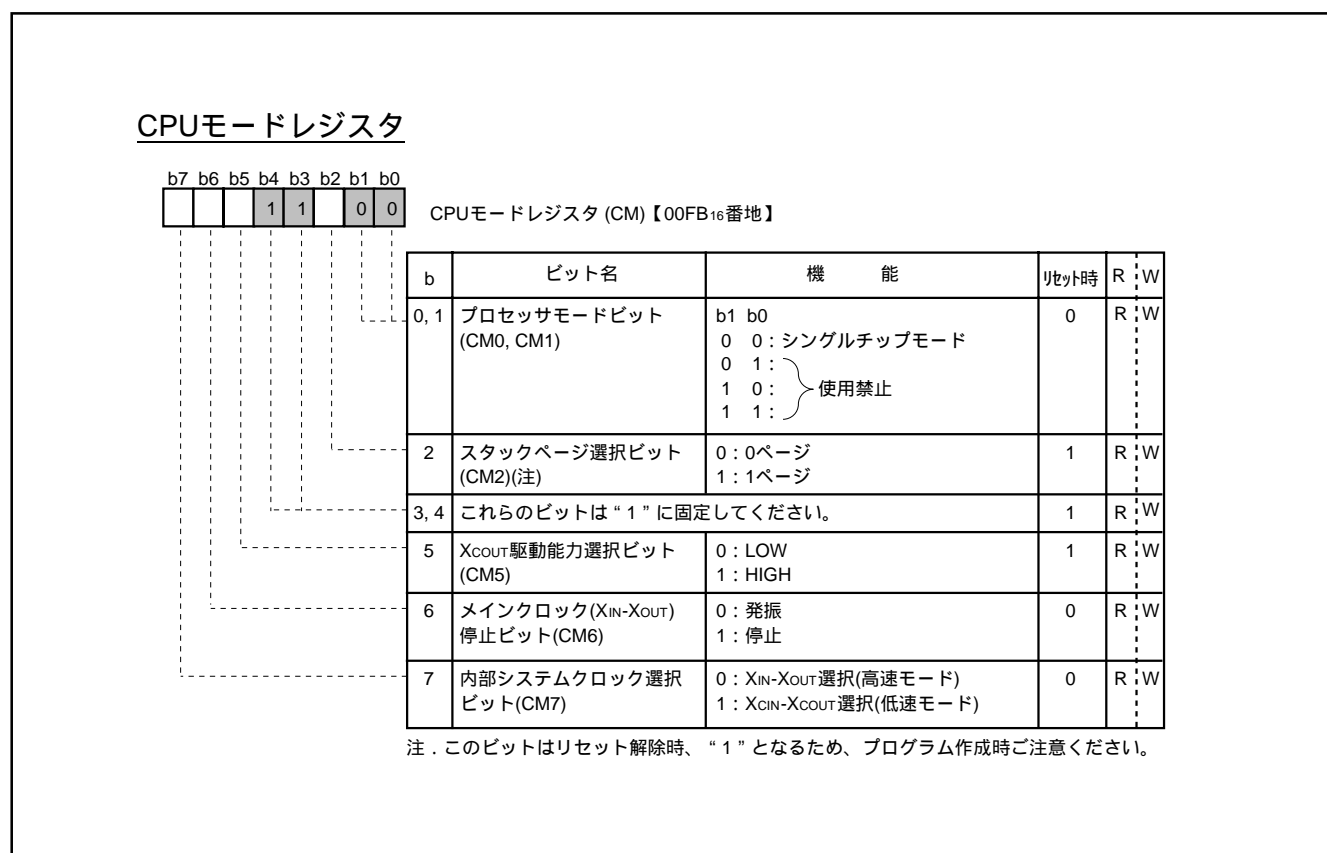 CPUモードレジスタ
b7 b6 b5 b4 b3 b2 b1 b0
1 1 0 0
CPUモードレジスタ (CM)【00FB16番地】
b ビット名 機 能 リセット時 R W
0, 1 プロセッサモードビット b1 b0 0 R W
(CM0, CM1) 0 0：シングルチップモード
0 1：
1 0： 使用禁止
1 1：
2 スタックページ選択ビット 0：0ページ 1 R W
(CM2)(注) 1：1ページ
3, 4 これらのビットは“1”に固定してください。 1 R W
5 XCOUT駆動能力選択ビット 0：LOW 1 R W
(CM5) 1：HIGH
6 メインクロック(XIN-XOUT) 0：発振 0 R W
停止ビット(CM6) 1：停止
7 内部システムクロック選択 0：XIN-XOUT選択(高速モード) 0 R W
ビット(CM7) 1：XCIN-XCOUT選択(低速モード)
注．このビットはリセット解除時、“1”となるため、プログラム作成時ご注意ください。